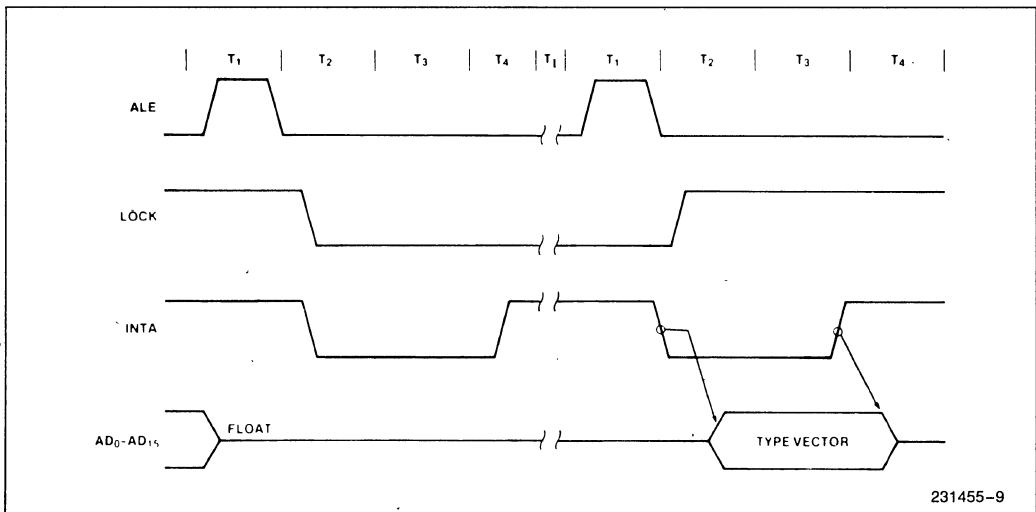 T1 T2 T3 T4 TI T1 T2 T3 T4
ALE
LOCK
INTA
FLOAT
AD0-AD15
TYPE VECTOR
231455-9